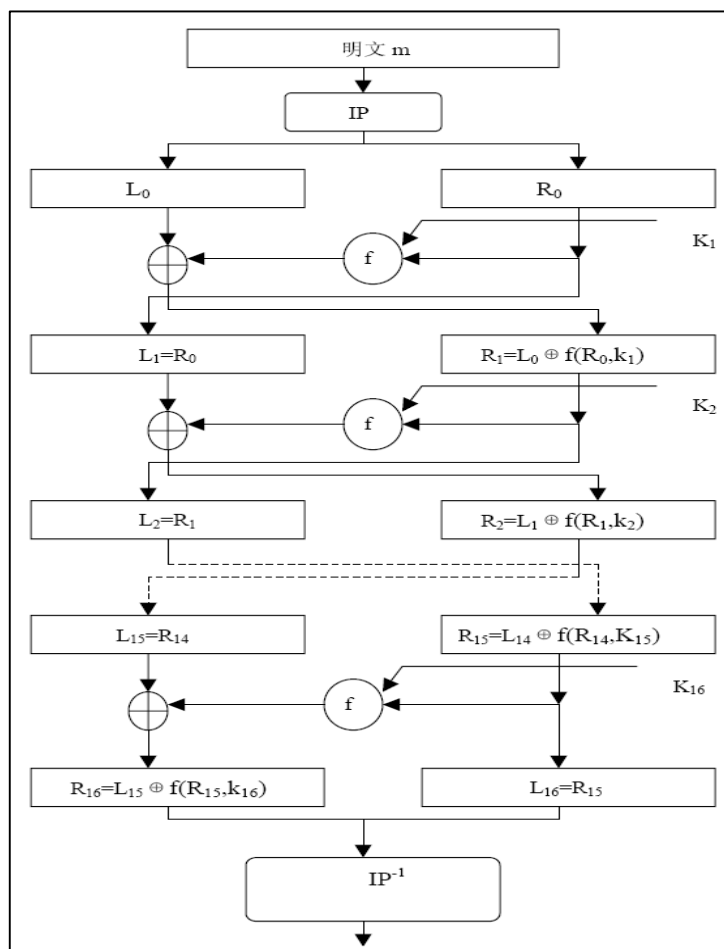 明文 m
IP
L₀
R₀
K₁
f
L₁=R₀
R₁=L₀ ⊕ f(R₀,k₁)
K₂
f
L₂=R₁
R₂=L₁ ⊕ f(R₁,k₂)
L₁₅=R₁₄
R₁₅=L₁₄ ⊕ f(R₁₄,K₁₅)
K₁₆
f
R₁₆=L₁₅ ⊕ f(R₁₅,k₁₆)
L₁₆=R₁₅
IP⁻¹